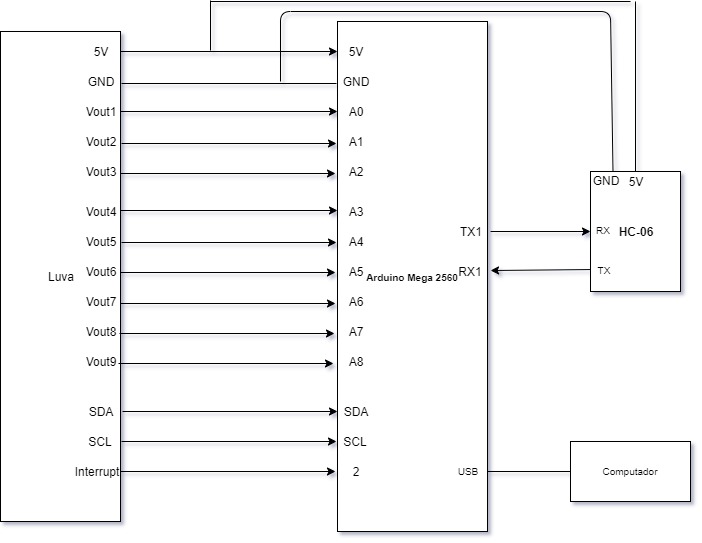 5V
GND
Vout1
Vout2
Vout3
Vout4
Vout5
Luva
Vout6
Vout7
Vout8
Vout9
SDA
SCL
Interrupt
5V
GND
A0
A1
A2
A3
A4
A5
Arduino Mega 2560
A6
A7
A8
SDA
SCL
2
TX1
RX1
USB
GND 5V
RX HC-06
TX
Computador